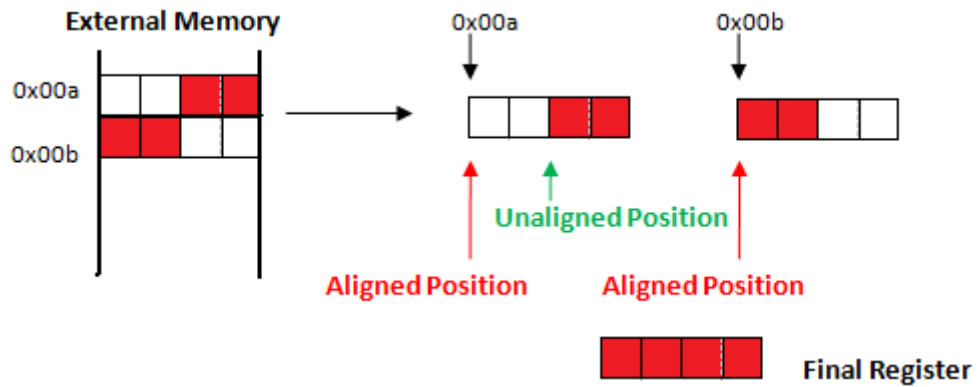 External Memory
0x00a
0x00b
0x00a
0x00b
Unaligned Position
Aligned Position
Aligned Position
Final Register